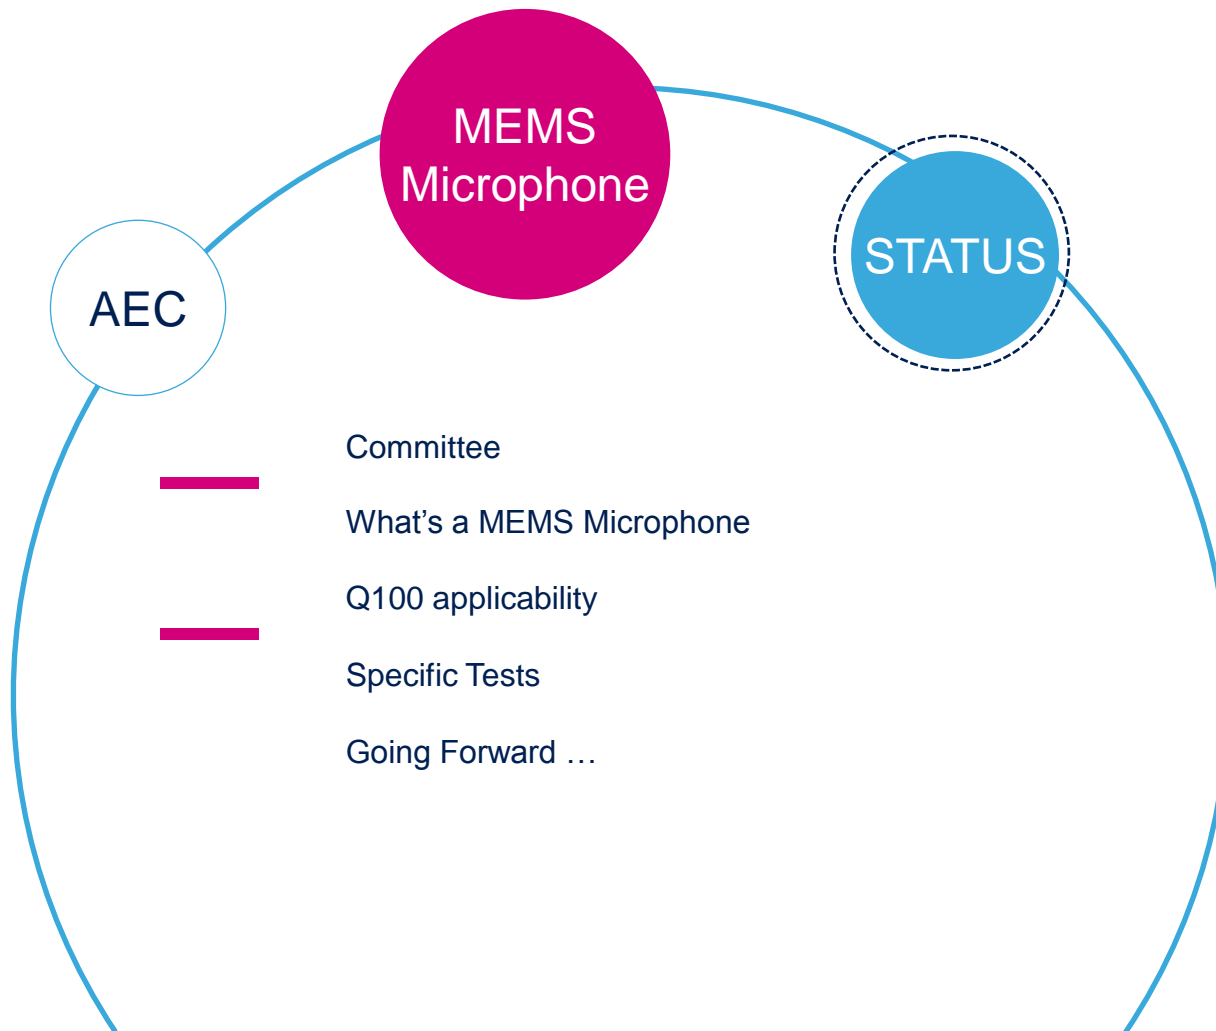 MEMS
Microphone
STATUS
AEC
Committee
What’s a MEMS Microphone
Q100 applicability
Specific Tests
Going Forward …